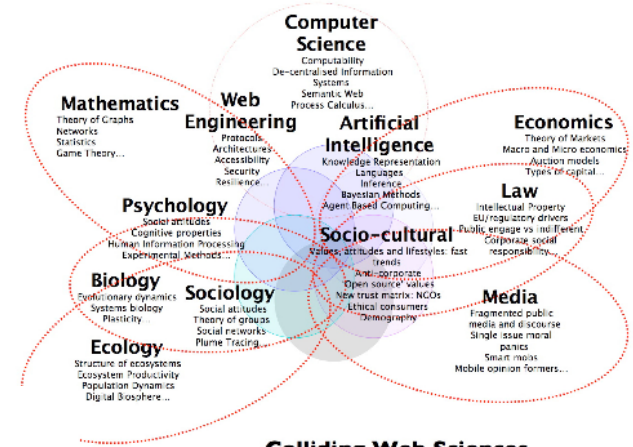 Computer
Science
Computability
De-centralised Information
Systems
Semantic Web
Process Calculus...
Mathematics
Theory of Graphs
Networks
Statistics
Game Theory...
Web
Engineering
Protocols
Architectures
Accessibility
Security
Resilience...
Artificial
Intelligence
Knowledge Representation
Languages
Inference
Bayesian Methods
Agent Based Computing...
Economics
Theory of Markets
Macro and Micro economics
Auction models
Types of capital...
Law
Intellectual Property
EU/regulatory drivers
Public engage vs indifferent
Corporate social
responsibility...
Psychology
Social attitudes
Cognitive properties
Human Information Processing
Experimental Methods...
Socio-cultural
Values, attitudes and lifestyles: fast
trends
Anti-corporate
'Open source' values
New trust matrix: NGOs
Ethical consumers
Demography
Biology
Evolutionary dynamics
Systems biology
Plasticity...
Sociology
Social attitudes
Theory of groups
Social networks
Plume Tracing...
Media
Fragmented public
media and discourse
Single issue moral
panics
Smart mobs
Mobile opinion formers...
Ecology
Structure of ecosystems
Ecosystem Productivity
Population Dynamics
Digital Biosphere...
Colliding Web Sciences